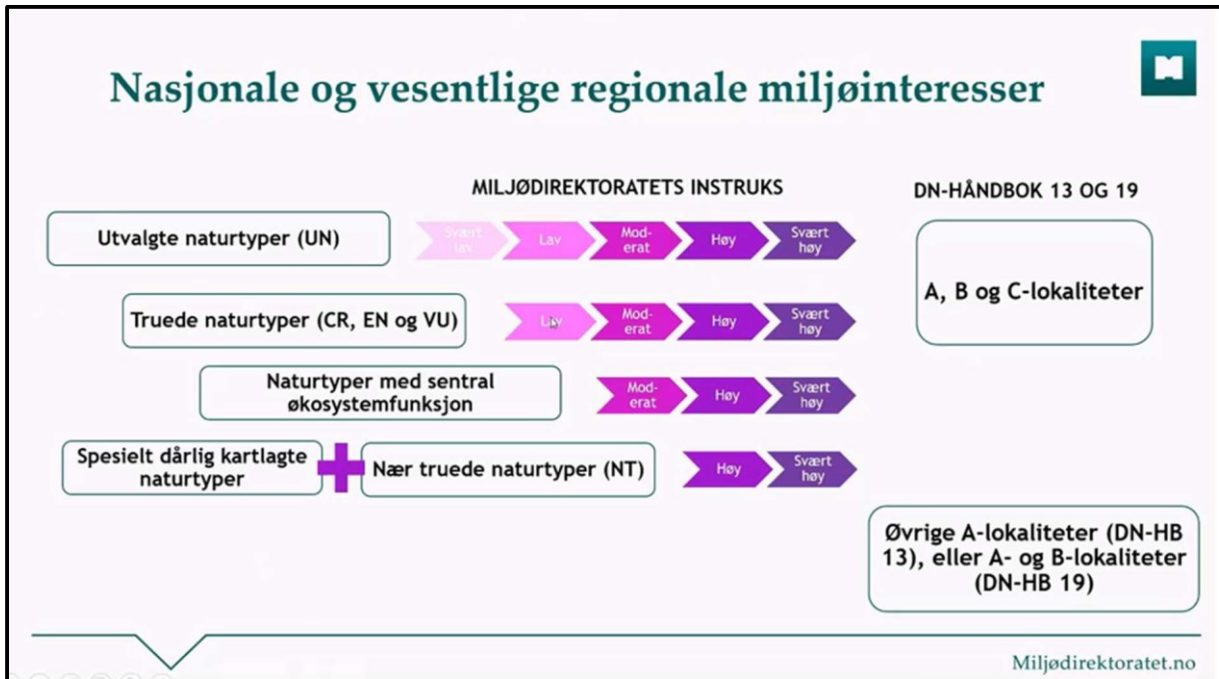 Nasjonale og vesentlige regionale miljøinteresser
MILJØDIREKTORATETS INSTRUKS
DN-HÅNDBOK 13 OG 19
Utvalgte naturtyper (UN)
Svært
lav
Lav
Mod-
erat
Høy
Svært
høy
A, B og C-lokaliteter
Truede naturtyper (CR, EN og VU)
Lav
Mod-
erat
Høy
Svært
høy
Naturtyper med sentral
økosystemfunksjon
Mod-
erat
Høy
Svært
høy
Spesielt dårlig kartlagte
naturtyper
Nær truede naturtyper (NT)
Høy
Svært
høy
Øvrige A-lokaliteter (DN-HB
13), eller A- og B-lokaliteter
(DN-HB 19)
Miljødirektoratet.no